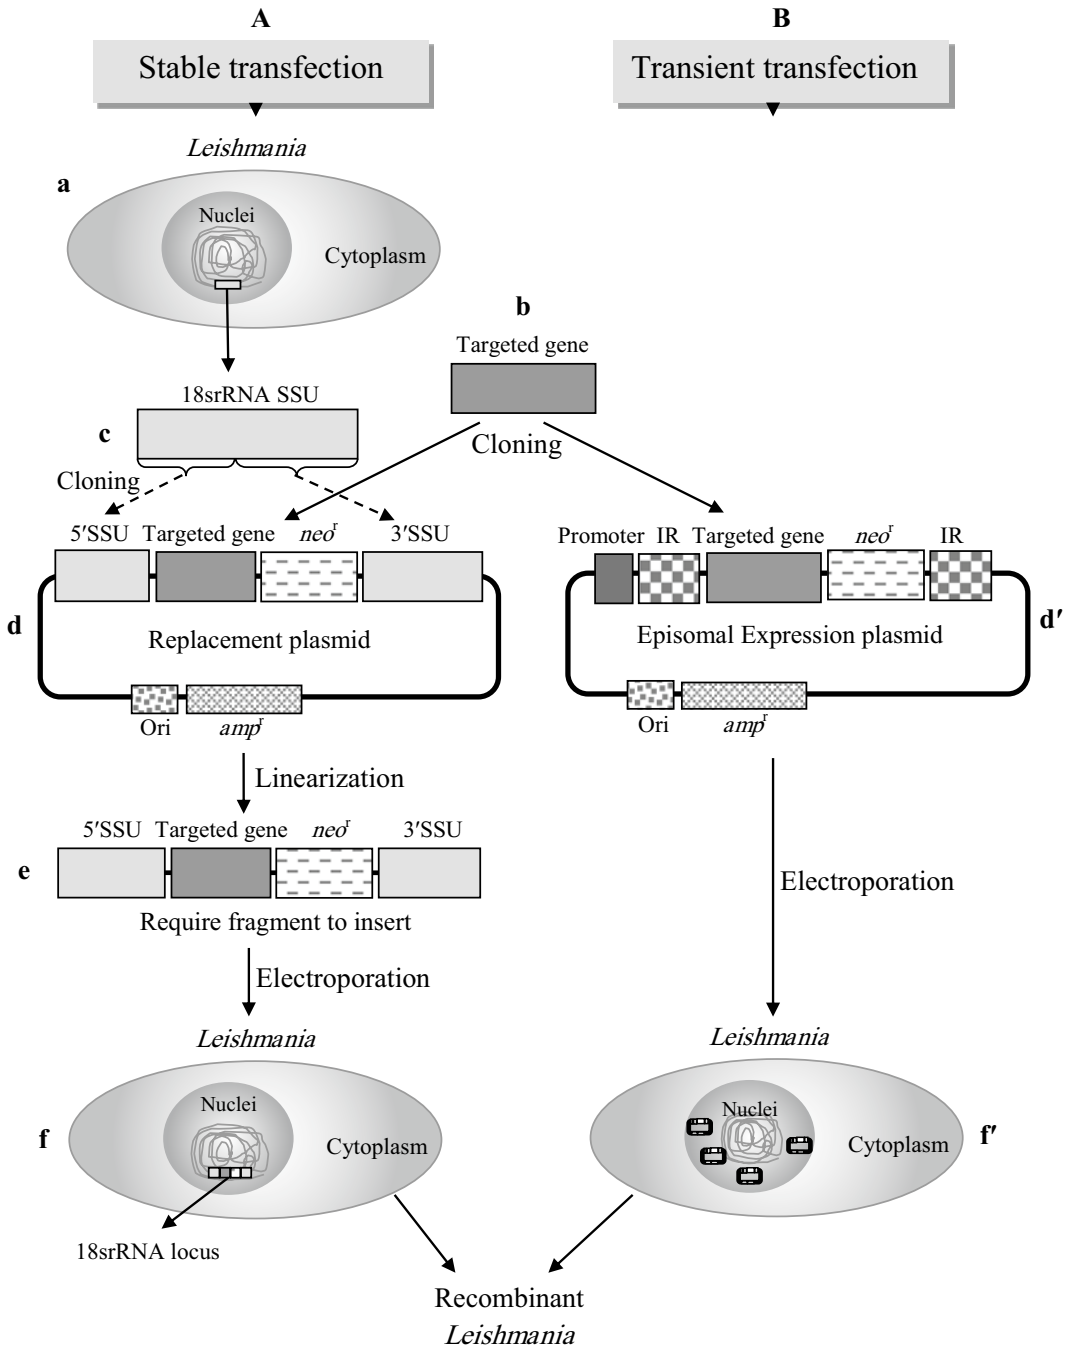 A
B
Stable transfection
Transient transfection
Leishmania
a
Nuclei
Cytoplasm
b
Targeted gene
18srRNA SSU
c
Cloning
Cloning
5′SSU Targeted gene neoʳ 3′SSU
Promoter IR Targeted gene neoʳ IR
d
Replacement plasmid
Episomal Expression plasmid
d′
Ori ampʳ
Ori ampʳ
Linearization
5′SSU Targeted gene neoʳ 3′SSU
e
Require fragment to insert
Electroporation
Electroporation
Leishmania
Leishmania
Nuclei
Nuclei
f
Cytoplasm
Cytoplasm
f′
18srRNA locus
Recombinant
Leishmania